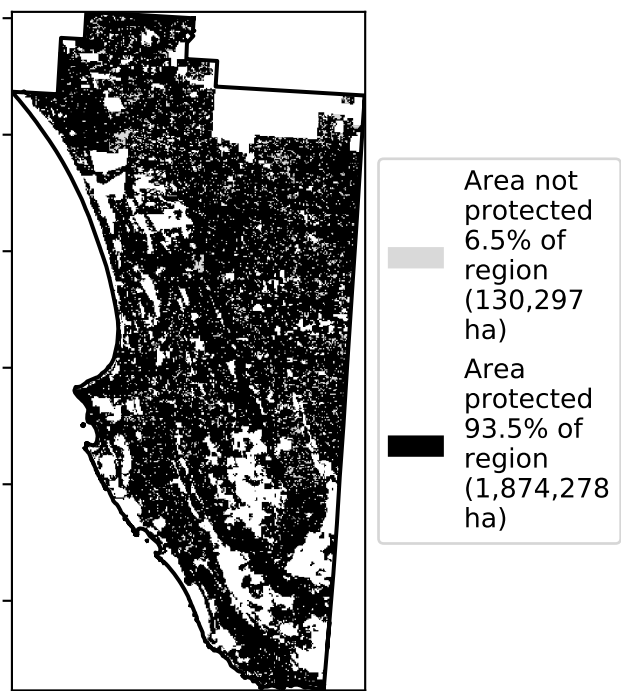 Area not
protected
6.5% of
region
(130,297
ha)
Area
protected
93.5% of
region
(1,874,278
ha)